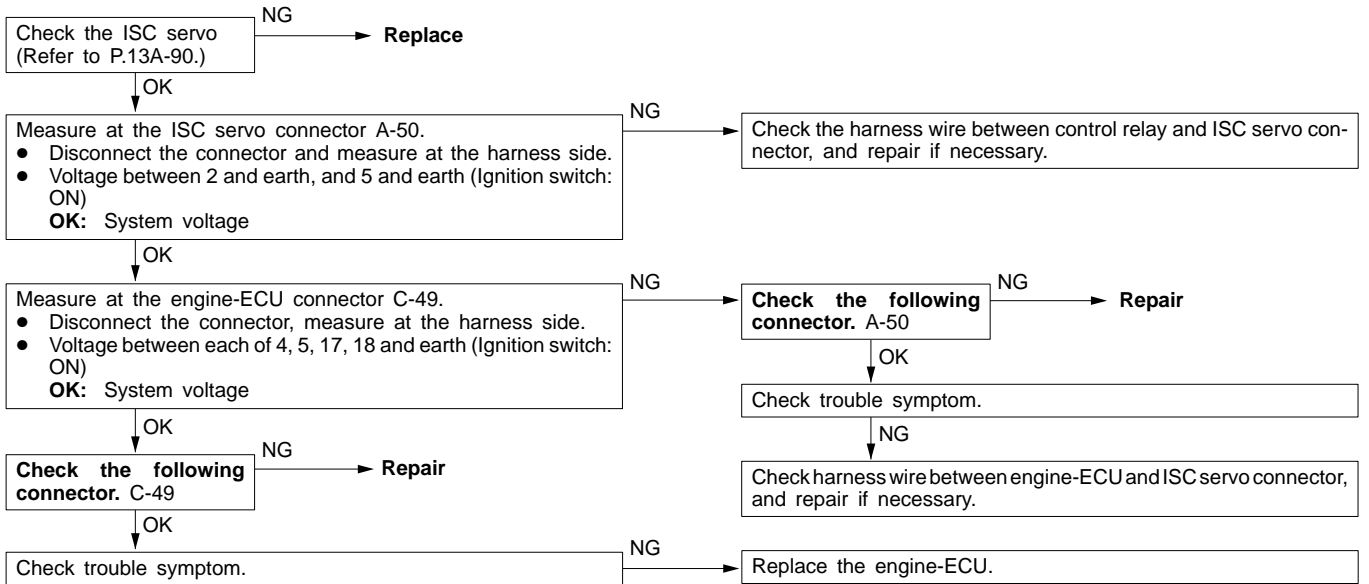 Check the ISC servo
(Refer to P.13A-90.)
NG
Replace
OK
Measure at the ISC servo connector A-50.
● Disconnect the connector and measure at the harness side.
● Voltage between 2 and earth, and 5 and earth (Ignition switch:
ON)
OK: System voltage
NG
Check the harness wire between control relay and ISC servo con-
nector, and repair if necessary.
OK
Measure at the engine-ECU connector C-49.
● Disconnect the connector, measure at the harness side.
● Voltage between each of 4, 5, 17, 18 and earth (Ignition switch:
ON)
OK: System voltage
NG
Check the following
connector. A-50
NG
Repair
OK
Check trouble symptom.
NG
Check harness wire between engine-ECU and ISC servo connector,
and repair if necessary.
OK
Check the following
connector. C-49
NG
Repair
OK
Check trouble symptom.
NG
Replace the engine-ECU.